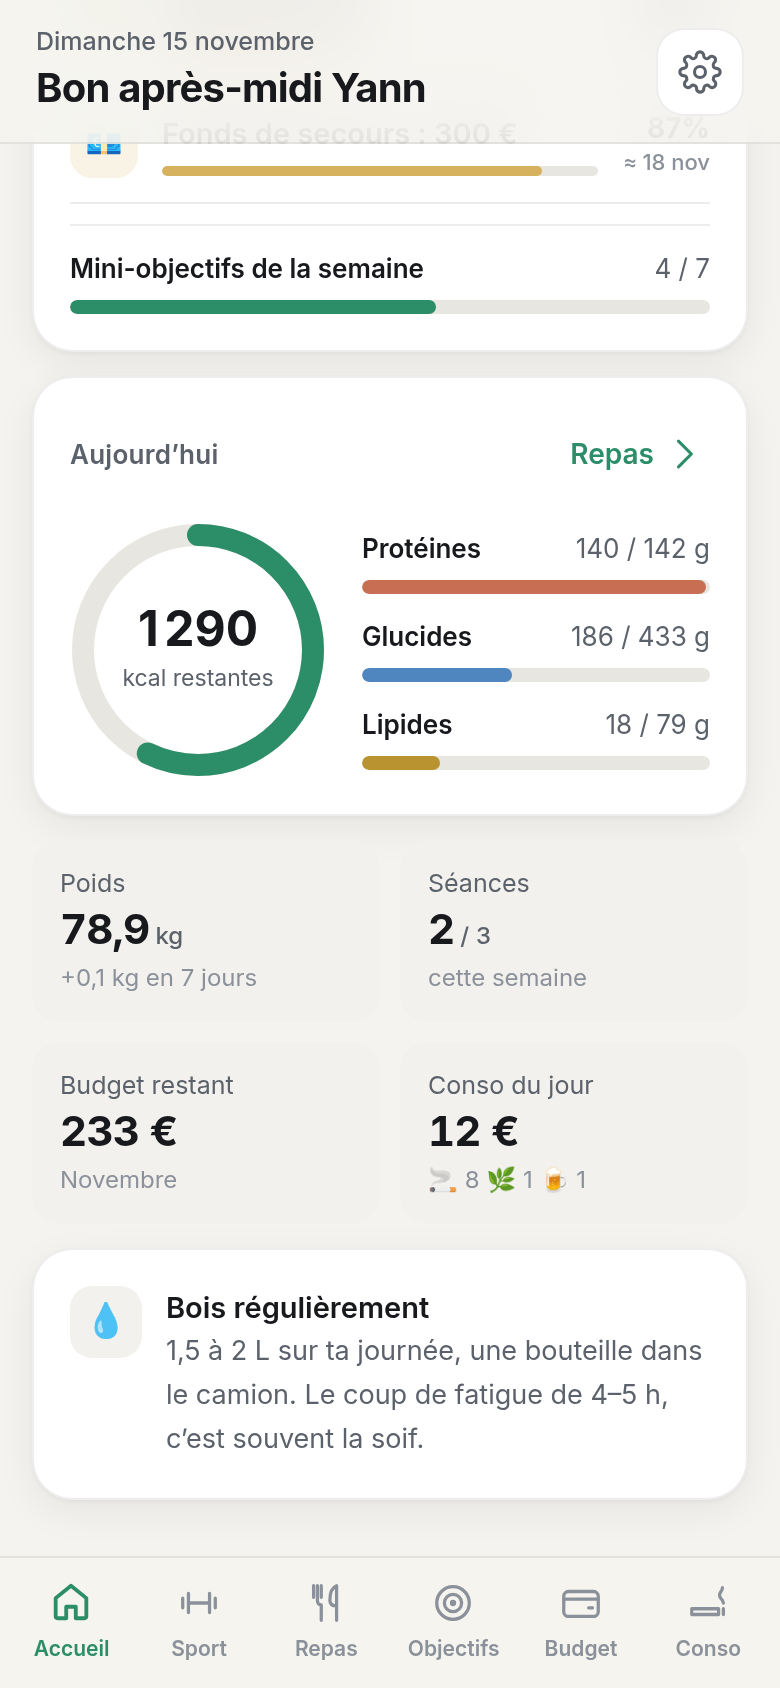 Dimanche 15 novembre
Bon après-midi Yann
Fonds de secours : 300 €
87%
≈ 18 nov
Mini-objectifs de la semaine
4 / 7
Aujourd’hui
Repas
1 290
kcal restantes
Protéines
140 / 142 g
Glucides
186 / 433 g
Lipides
18 / 79 g
Poids
78,9 kg
+0,1 kg en 7 jours
Séances
2 / 3
cette semaine
Budget restant
233 €
Novembre
Conso du jour
12 €
🚬 8 🌿 1 🍺 1
Bois régulièrement
1,5 à 2 L sur ta journée, une bouteille dans
le camion. Le coup de fatigue de 4–5 h,
c’est souvent la soif.
Accueil
Sport
Repas
Objectifs
Budget
Conso